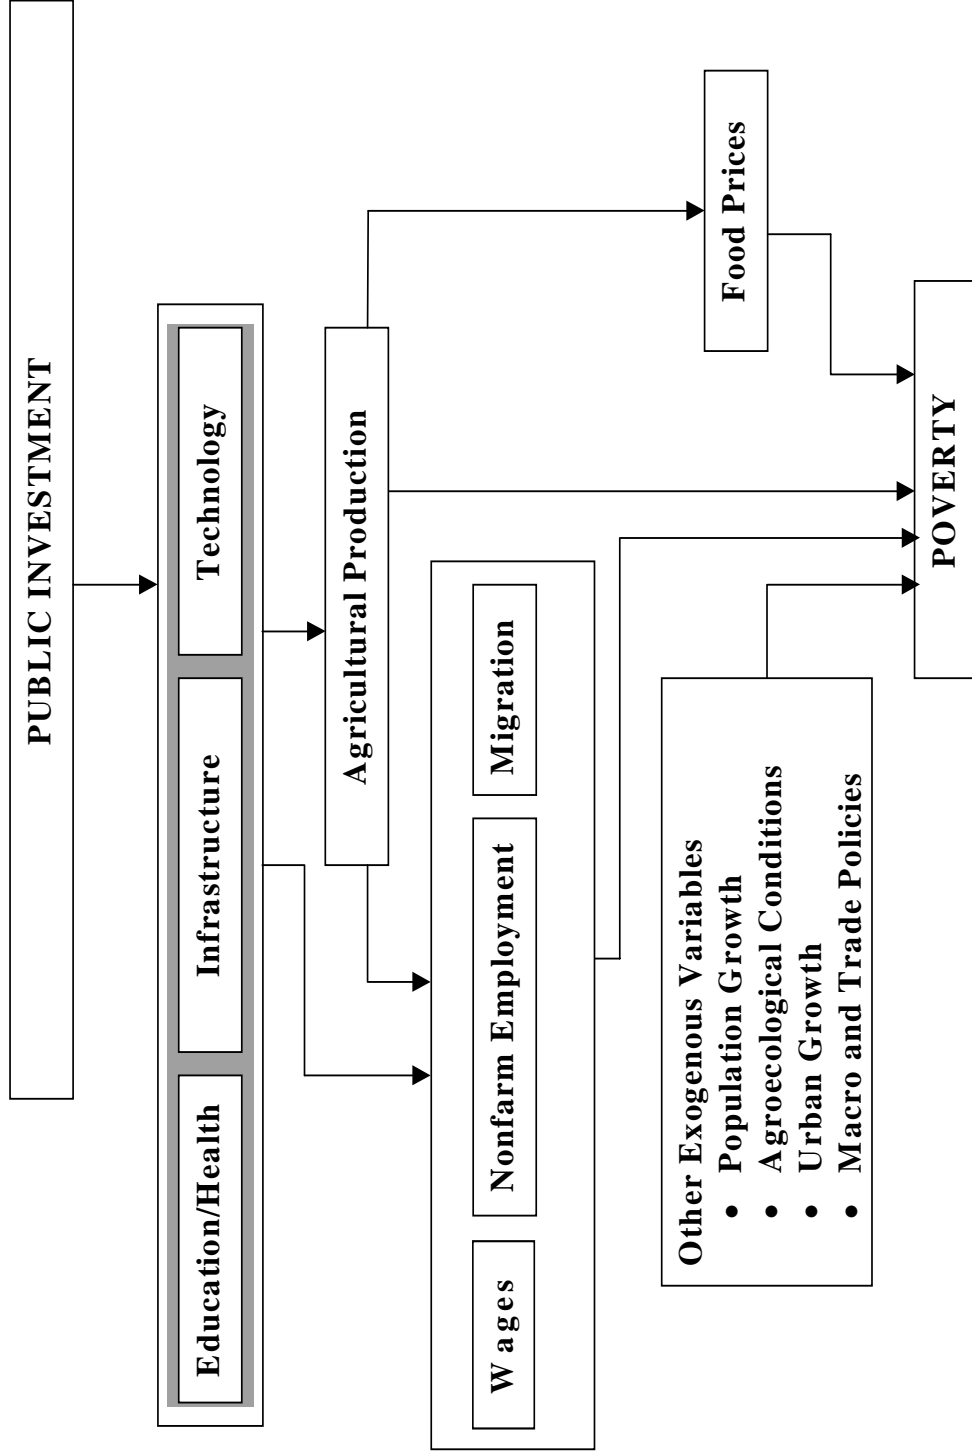 PUBLIC INVESTMENT
Education/Health
Infrastructure
Technology
Agricultural Production
Wages
Nonfarm Employment
Migration
Food Prices
Other Exogenous Variables
• Population Growth
• Agroecological Conditions
• Urban Growth
• Macro and Trade Policies
POVERTY